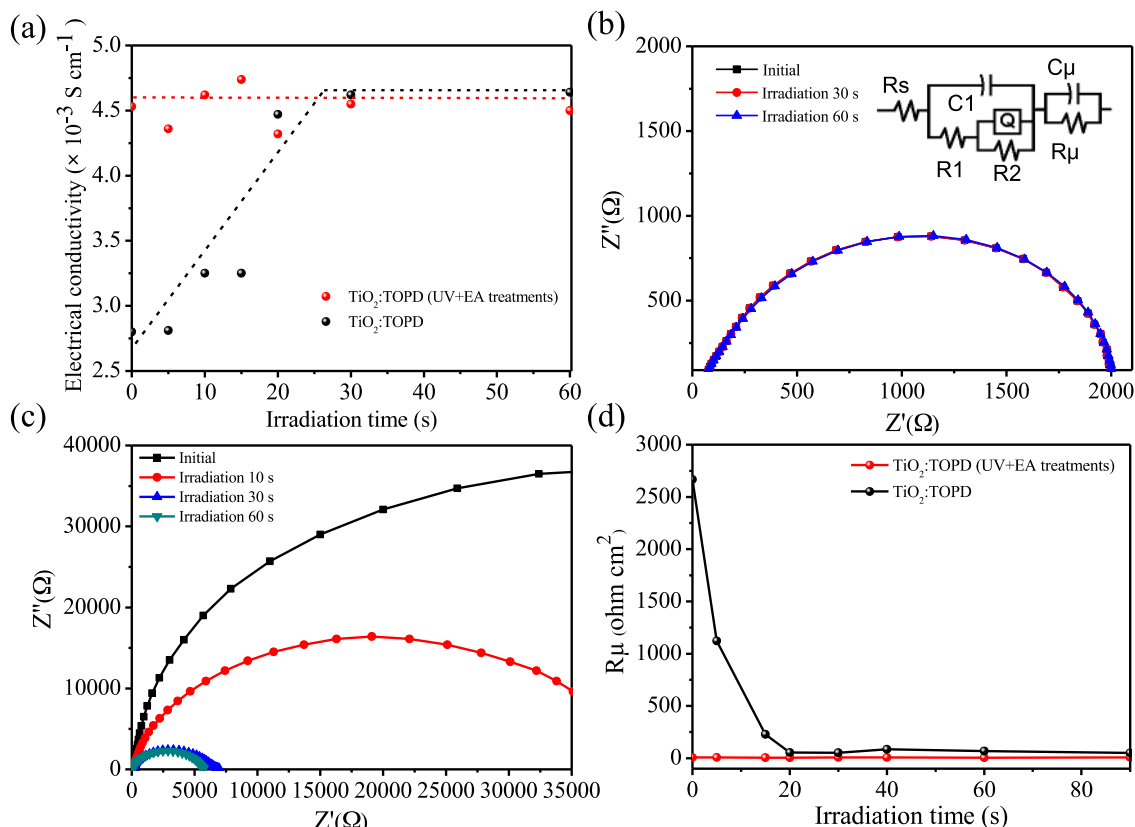 (a)
Electrical conductivity (× 10⁻³ S cm⁻¹)
5.0
4.5
4.0
3.5
3.0
2.5
0
10
20
30
40
50
60
Irradiation time (s)
TiO₂:TOPD (UV+EA treatments)
TiO₂:TOPD
(b)
Z''(Ω)
2000
1500
1000
500
0
0
500
1000
1500
2000
Z'(Ω)
Initial
Irradiation 30 s
Irradiation 60 s
Rs
C1
Q
R1
R2
Cμ
Rμ
(c)
Z''(Ω)
40000
30000
20000
10000
0
0
5000
10000
15000
20000
25000
30000
35000
Z'(Ω)
Initial
Irradiation 10 s
Irradiation 30 s
Irradiation 60 s
(d)
Rμ (ohm cm²)
3000
2500
2000
1500
1000
500
0
0
20
40
60
80
Irradiation time (s)
TiO₂:TOPD (UV+EA treatments)
TiO₂:TOPD